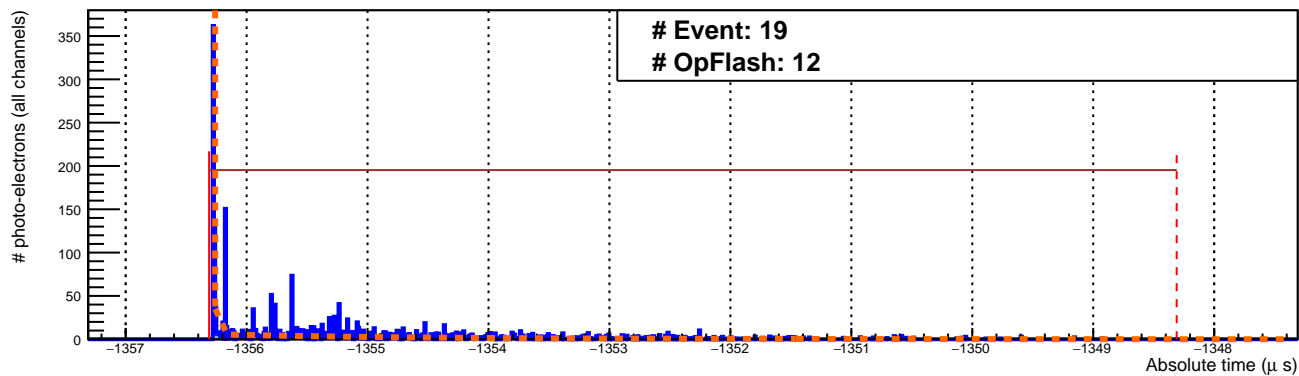 # Event: 19
# OpFlash: 12
# photo-electrons (all channels)
350
300
250
200
150
100
50
0
−1357 −1356 −1355 −1354 −1353 −1352 −1351 −1350 −1349 −1348
Absolute time (μ s)